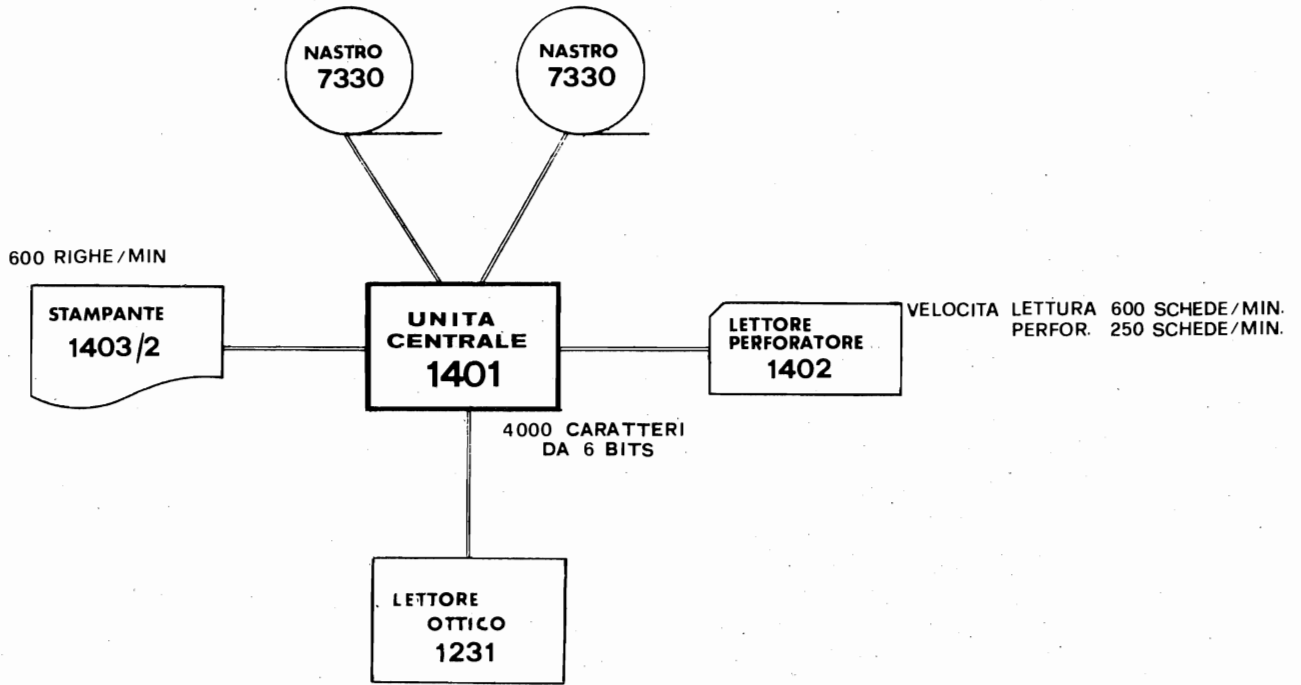 NASTRO
7330
NASTRO
7330
600 RIGHE/MIN
STAMPANTE
1403/2
UNITA
CENTRALE
1401
4000 CARATTERI
DA 6 BITS
LETTORE
PERFORATORE
1402
VELOCITA LETTURA 600 SCHEDE/MIN.
PERFOR. 250 SCHEDE/MIN.
LETTORE
OTTICO
1231